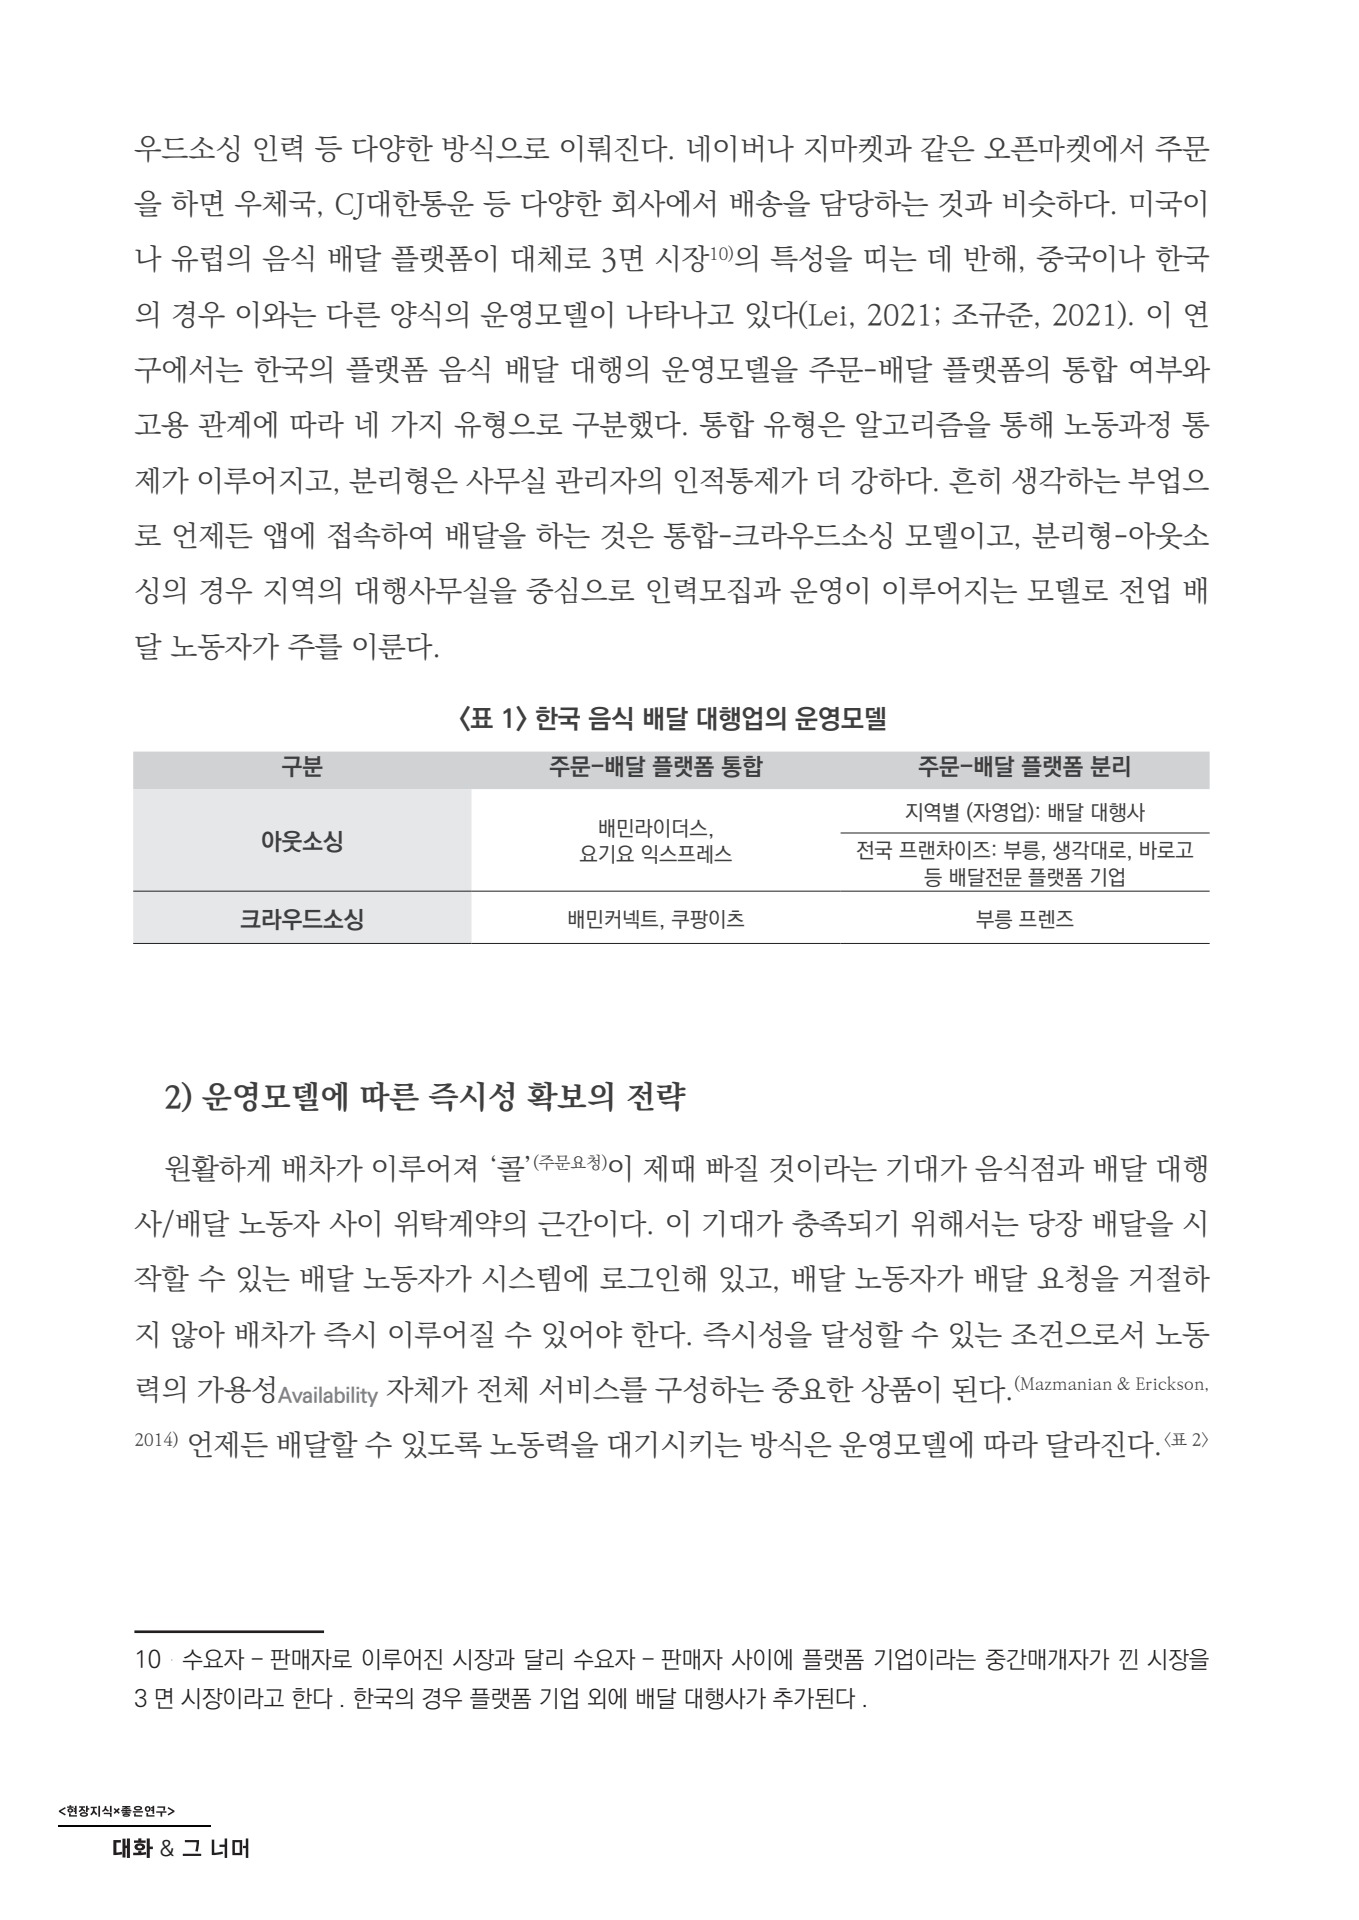 우드소싱 인력 등 다양한 방식으로 이뤄진다. 네이버나 지마켓과 같은 오픈마켓에서 주문
을 하면 우체국, CJ대한통운 등 다양한 회사에서 배송을 담당하는 것과 비슷하다. 미국이
나 유럽의 음식 배달 플랫폼이 대체로 3면 시장10)의 특성을 띠는 데 반해, 중국이나 한국
의 경우 이와는 다른 양식의 운영모델이 나타나고 있다(Lei, 2021; 조규준, 2021). 이 연
구에서는 한국의 플랫폼 음식 배달 대행의 운영모델을 주문-배달 플랫폼의 통합 여부와
고용 관계에 따라 네 가지 유형으로 구분했다. 통합 유형은 알고리즘을 통해 노동과정 통
제가 이루어지고, 분리형은 사무실 관리자의 인적통제가 더 강하다. 흔히 생각하는 부업으
로 언제든 앱에 접속하여 배달을 하는 것은 통합-크라우드소싱 모델이고, 분리형-아웃소
싱의 경우 지역의 대행사무실을 중심으로 인력모집과 운영이 이루어지는 모델로 전업 배
달 노동자가 주를 이룬다.
〈표 1〉 한국 음식 배달 대행업의 운영모델
구분 주문-배달 플랫폼 통합 주문-배달 플랫폼 분리
아웃소싱
배민라이더스,
요기요 익스프레스
지역별 (자영업): 배달 대행사
전국 프랜차이즈: 부릉, 생각대로, 바로고
등 배달전문 플랫폼 기업
크라우드소싱 배민커넥트, 쿠팡이츠 부릉 프렌즈
2) 운영모델에 따른 즉시성 확보의 전략
원활하게 배차가 이루어져 ‘콜’(주문요청)이 제때 빠질 것이라는 기대가 음식점과 배달 대행
사/배달 노동자 사이 위탁계약의 근간이다. 이 기대가 충족되기 위해서는 당장 배달을 시
작할 수 있는 배달 노동자가 시스템에 로그인해 있고, 배달 노동자가 배달 요청을 거절하
지 않아 배차가 즉시 이루어질 수 있어야 한다. 즉시성을 달성할 수 있는 조건으로서 노동
력의 가용성Availability 자체가 전체 서비스를 구성하는 중요한 상품이 된다.(Mazmanian & Erickson,
2014) 언제든 배달할 수 있도록 노동력을 대기시키는 방식은 운영모델에 따라 달라진다.〈표 2〉
10 수요자 – 판매자로 이루어진 시장과 달리 수요자 – 판매자 사이에 플랫폼 기업이라는 중간매개자가 낀 시장을
3 면 시장이라고 한다 . 한국의 경우 플랫폼 기업 외에 배달 대행사가 추가된다 .
<현장지식×좋은연구>
대화 & 그 너머